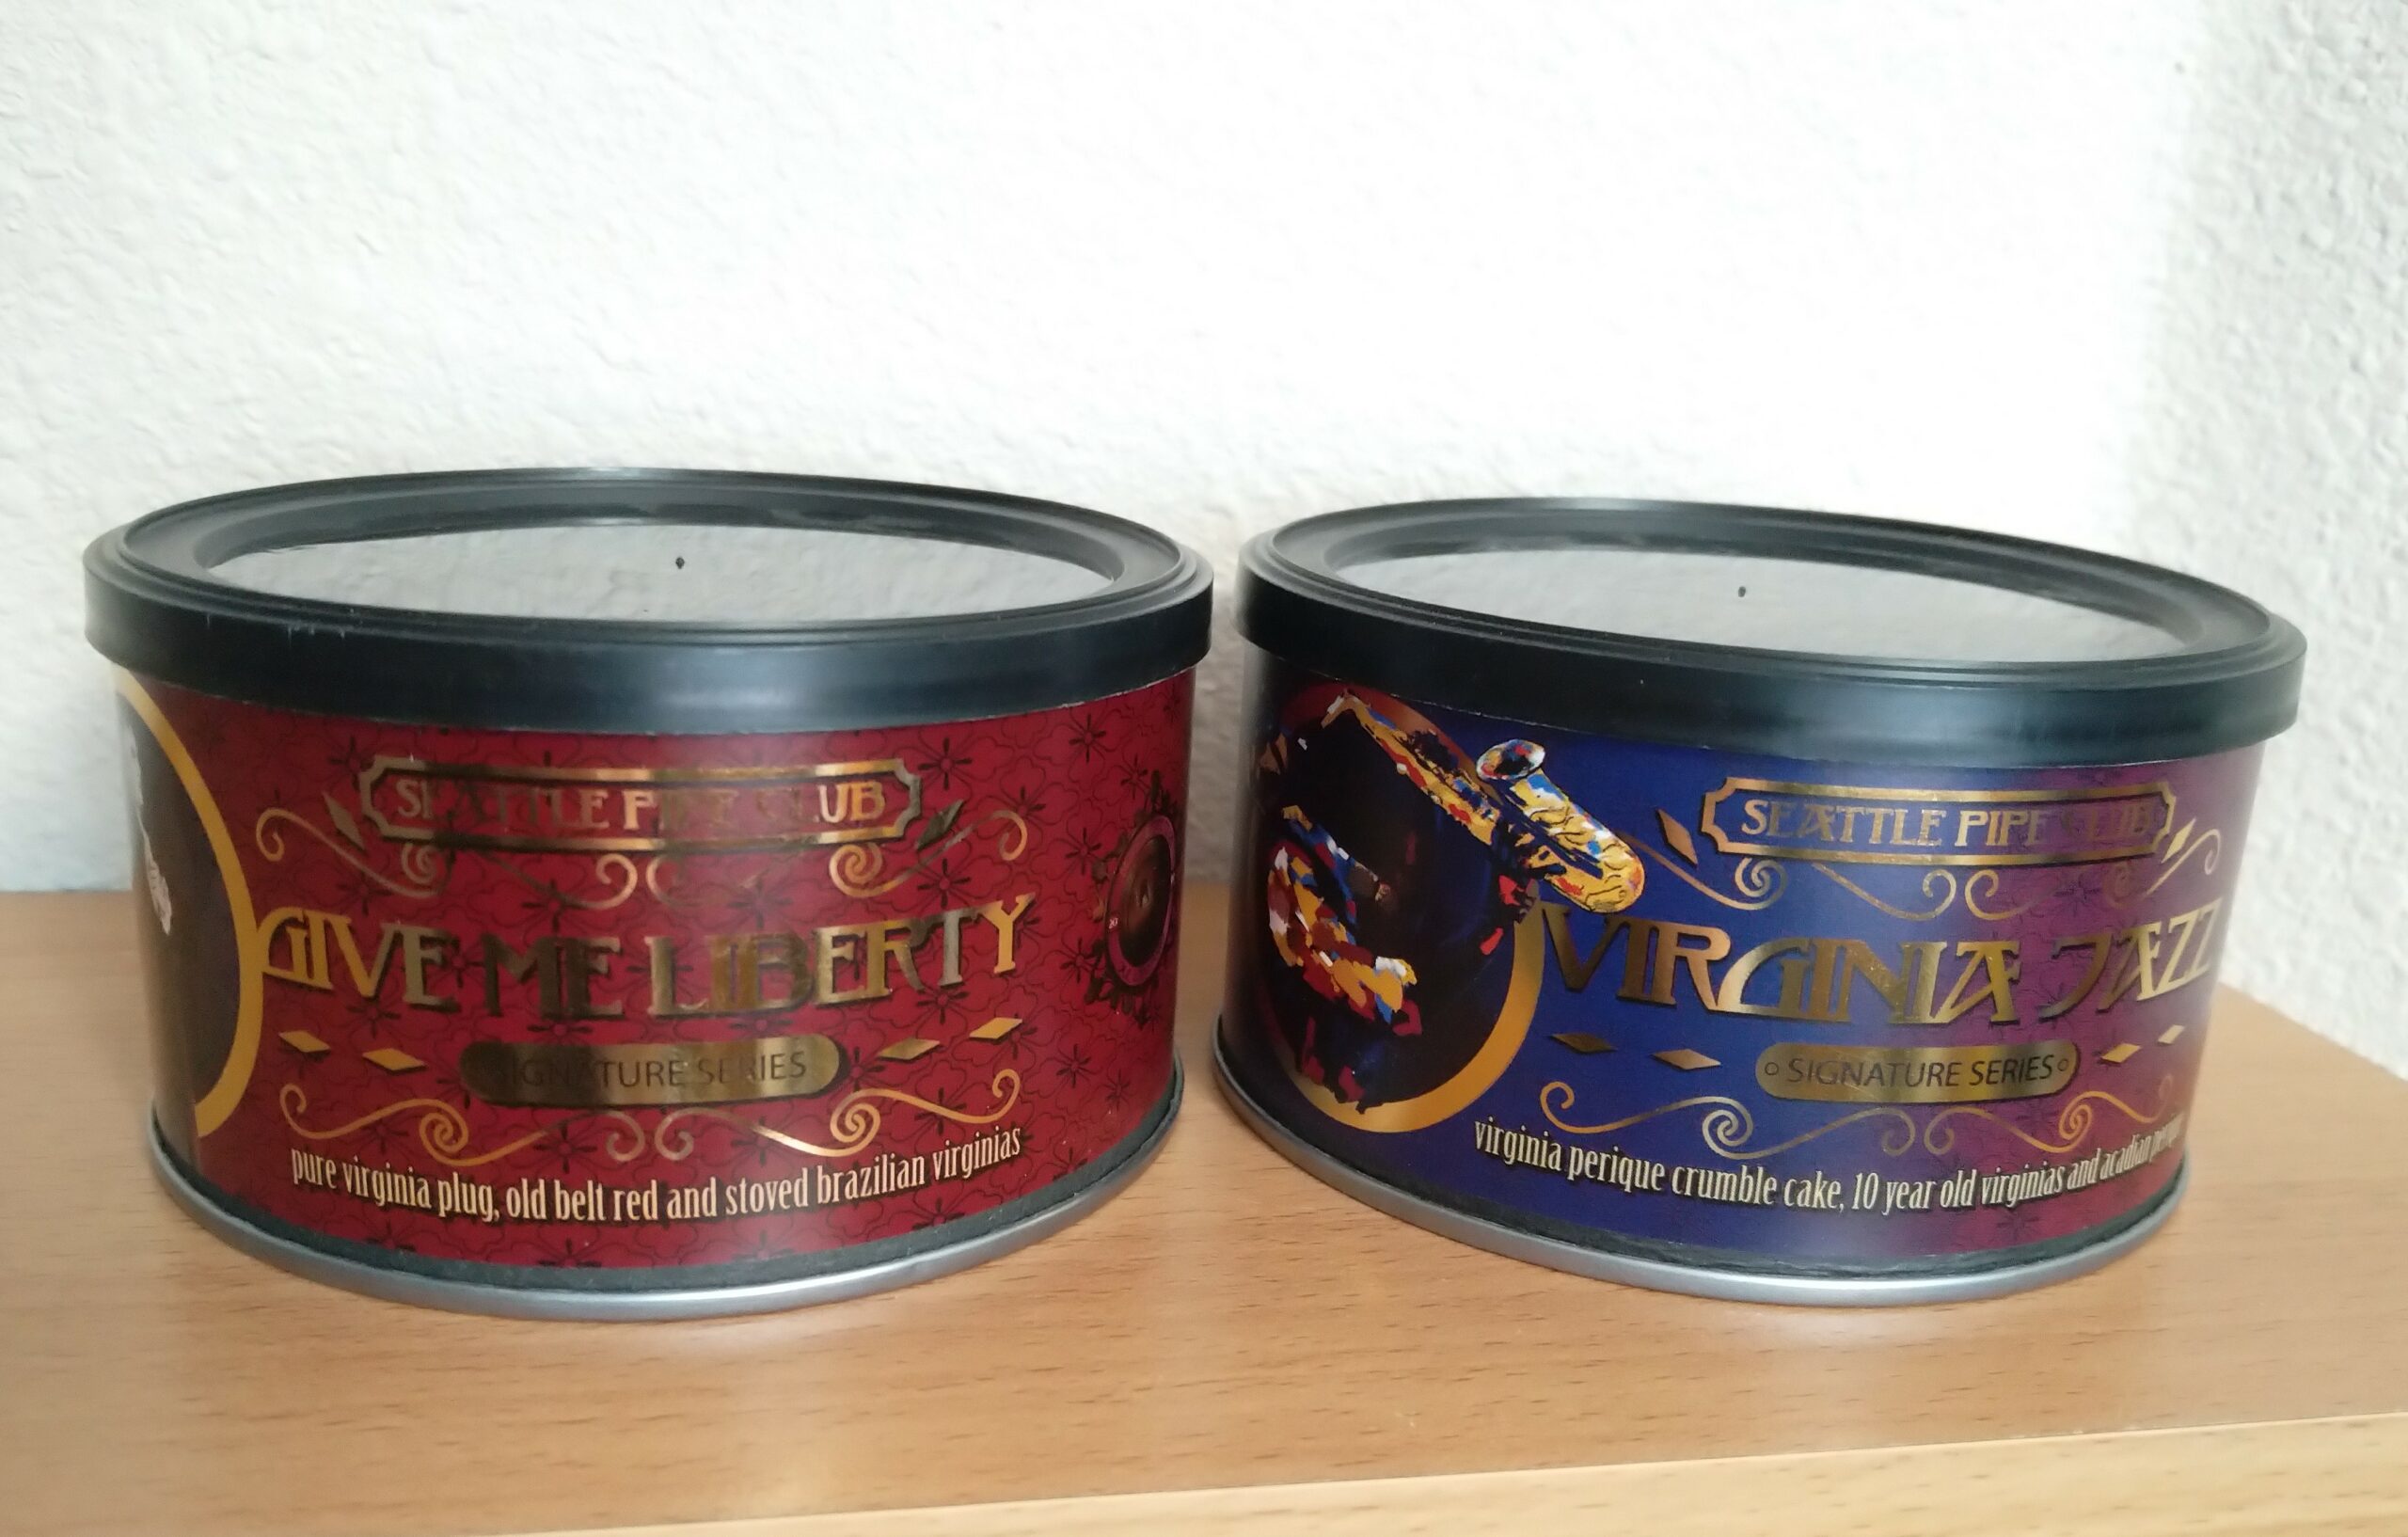 SEATTLE PIPE CLUB
GIVE ME LIBERTY
SIGNATURE SERIES
pure virginia plug, old belt red and stoved brazilian virginias
SEATTLE PIPE CLUB
VIRGINIA JAZZ
SIGNATURE SERIES
virginia perique crumble cake, 10 year old virginias and acadian perique